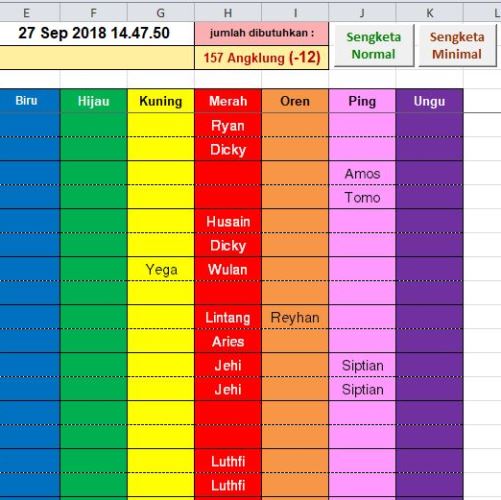 E F G H I J K L
27 Sep 2018 14.47.50 jumlah dibutuhkan : Sengketa Normal Sengketa Minimal
157 Angklung (-12)
Biru Hijau Kuning Merah Oren Ping Ungu
Ryan
Dicky
Amos
Tomo
Husain
Dicky
Yega Wulan
Lintang Reyhan
Aries
Jehi Siptian
Jehi Siptian
Luthfi
Luthfi